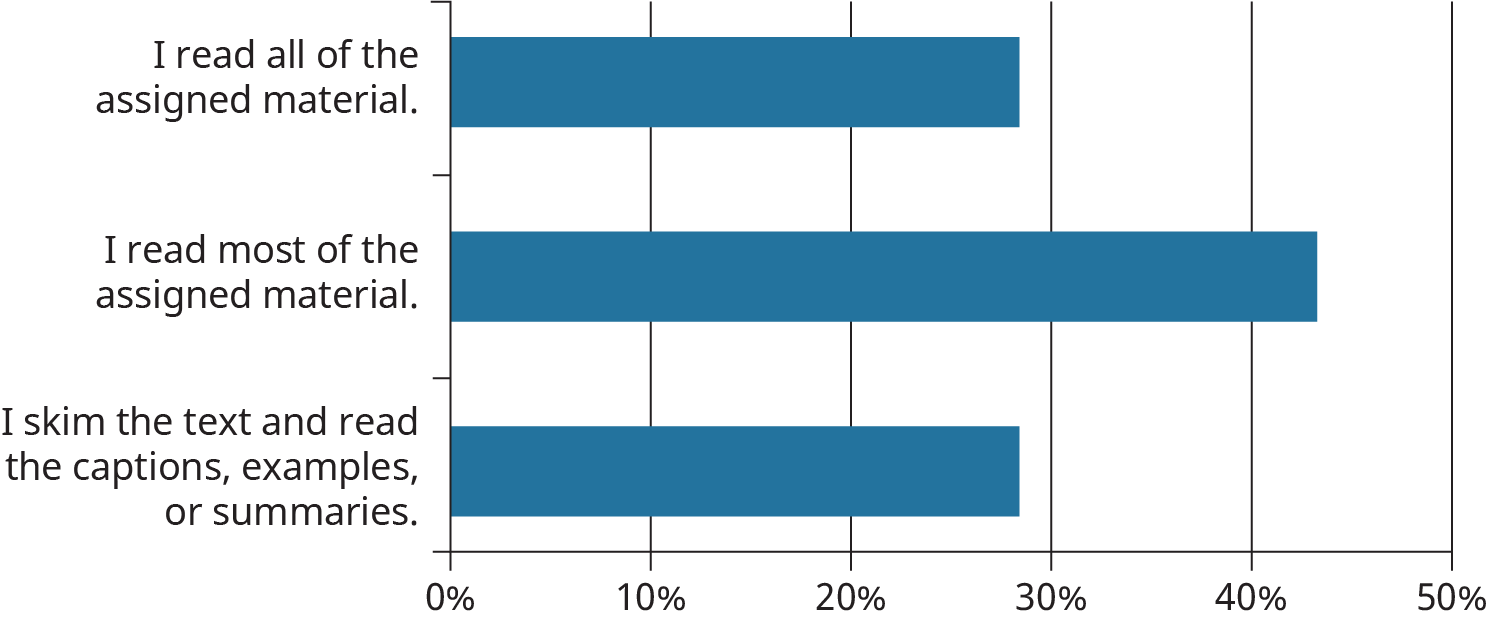 I read all of the
assigned material.
I read most of the
assigned material.
I skim the text and read
the captions, examples,
or summaries.
0% 10% 20% 30% 40% 50%